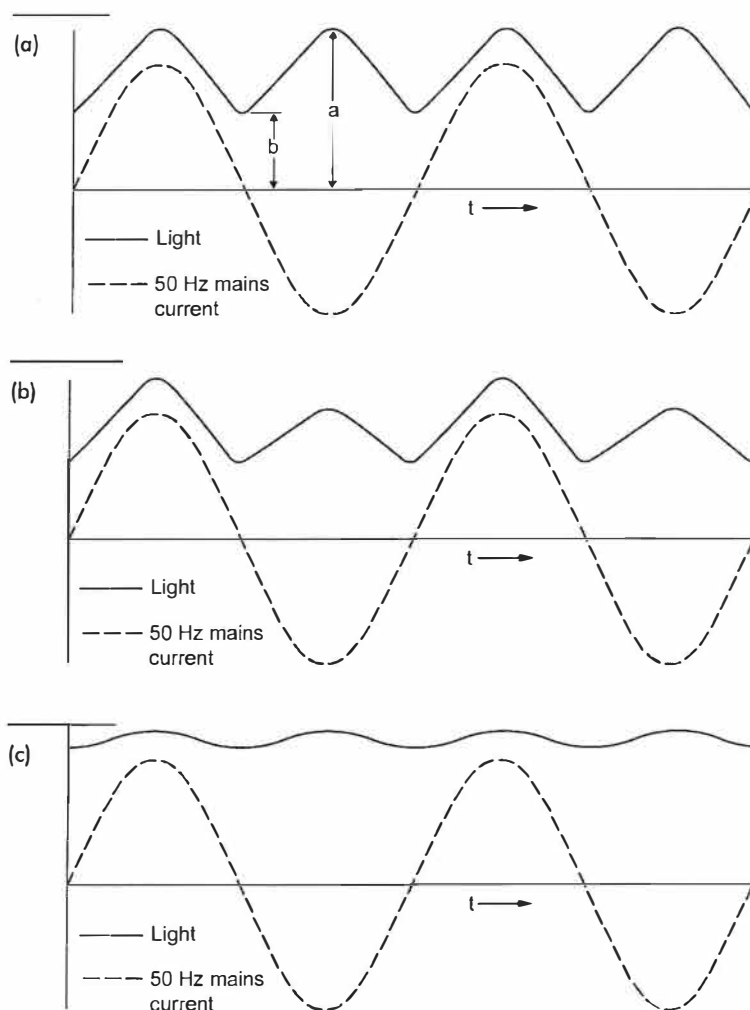 (a)
a
b
t
Light
50 Hz mains
current
(b)
t
Light
50 Hz mains
current
(c)
t
Light
50 Hz mains
current